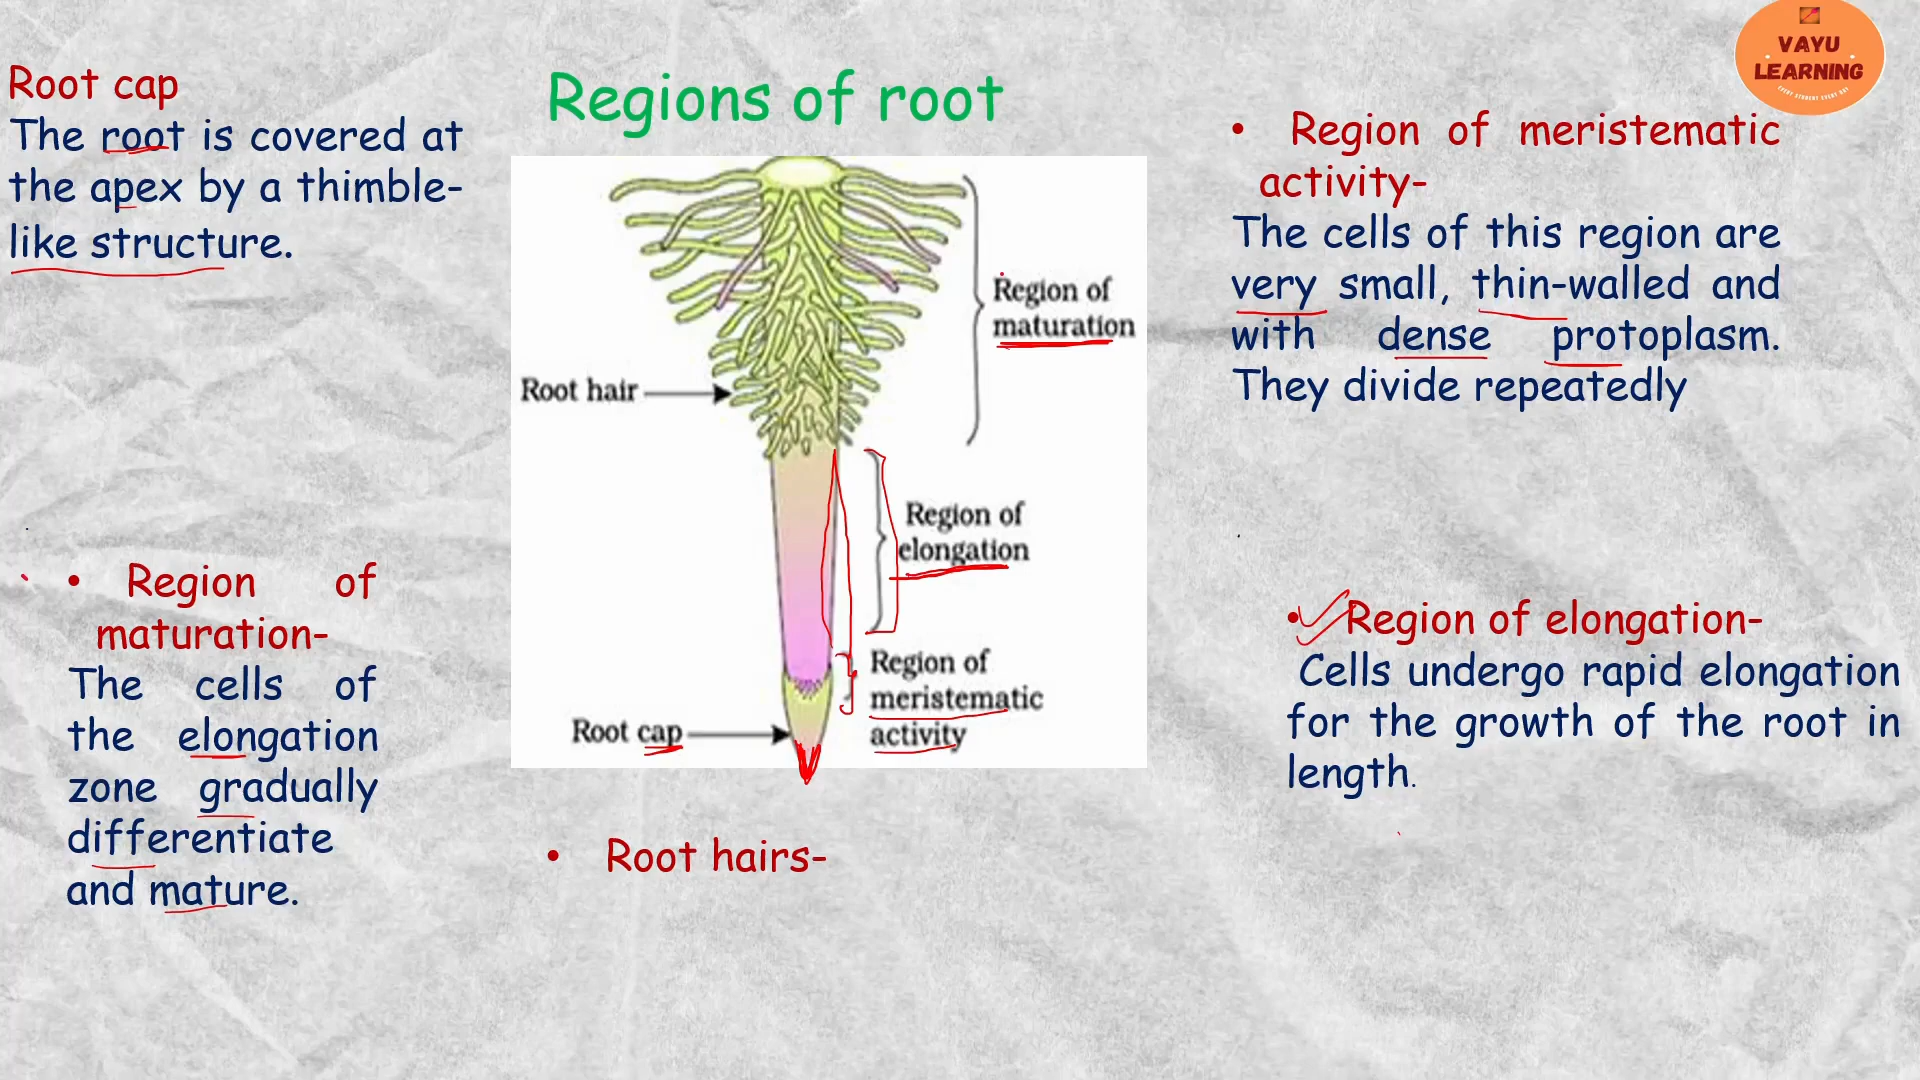 VAYU
LEARNING
EVERY STUDENT EVERY DAY
Regions of root
Root cap
The root is covered at
the apex by a thimble-
like structure.
• Region of
maturation-
The cells of
the elongation
zone gradually
differentiate
and mature.
Region of
maturation
Root hair
Region of
elongation
Region of
meristematic
activity
Root cap
• Root hairs-
• Region of meristematic
activity-
The cells of this region are
very small, thin-walled and
with dense protoplasm.
They divide repeatedly
• Region of elongation-
Cells undergo rapid elongation
for the growth of the root in
length.